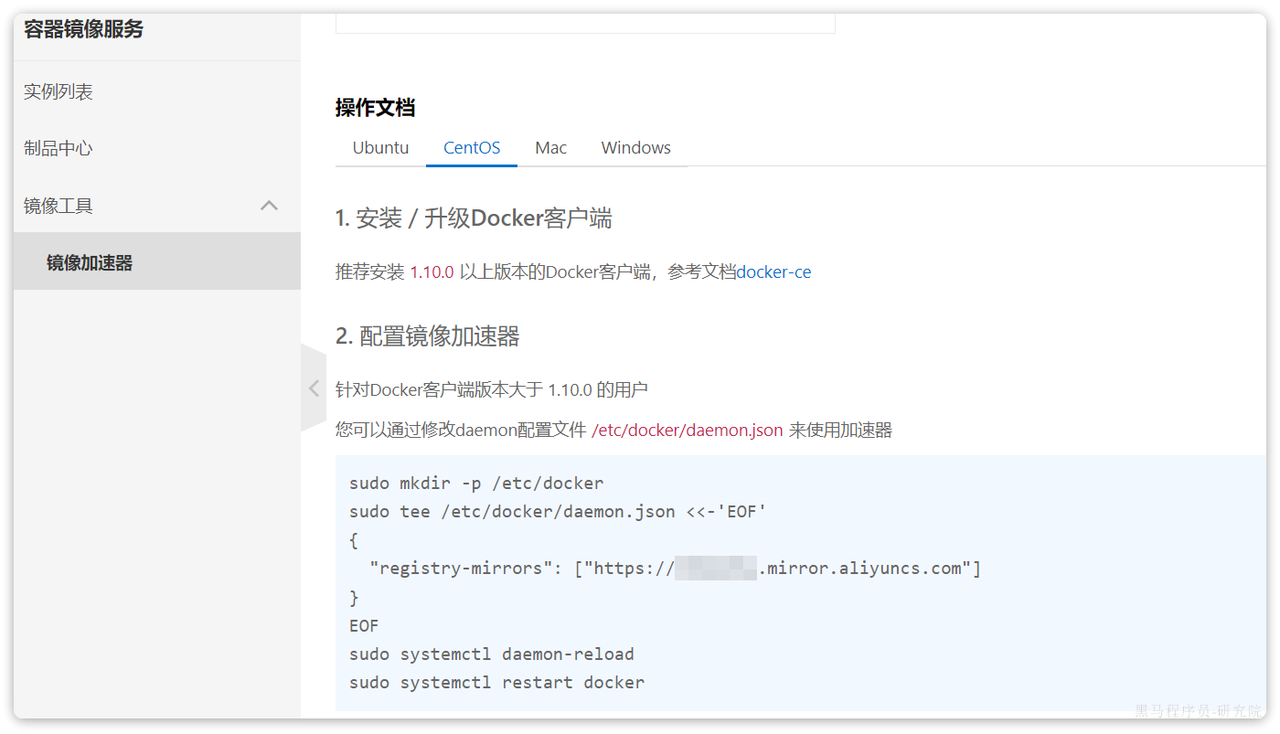 容器镜像服务
实例列表
制品中心
镜像工具
镜像加速器
操作文档
Ubuntu CentOS Mac Windows
1. 安装 / 升级Docker客户端
推荐安装 1.10.0 以上版本的Docker客户端，参考文档docker-ce
2. 配置镜像加速器
针对Docker客户端版本大于 1.10.0 的用户
您可以通过修改daemon配置文件 /etc/docker/daemon.json 来使用加速器
sudo mkdir -p /etc/docker
sudo tee /etc/docker/daemon.json <<-'EOF'
{
  "registry-mirrors": ["https://.mirror.aliyuncs.com"]
}
EOF
sudo systemctl daemon-reload
sudo systemctl restart docker
黑马程序员-研究院